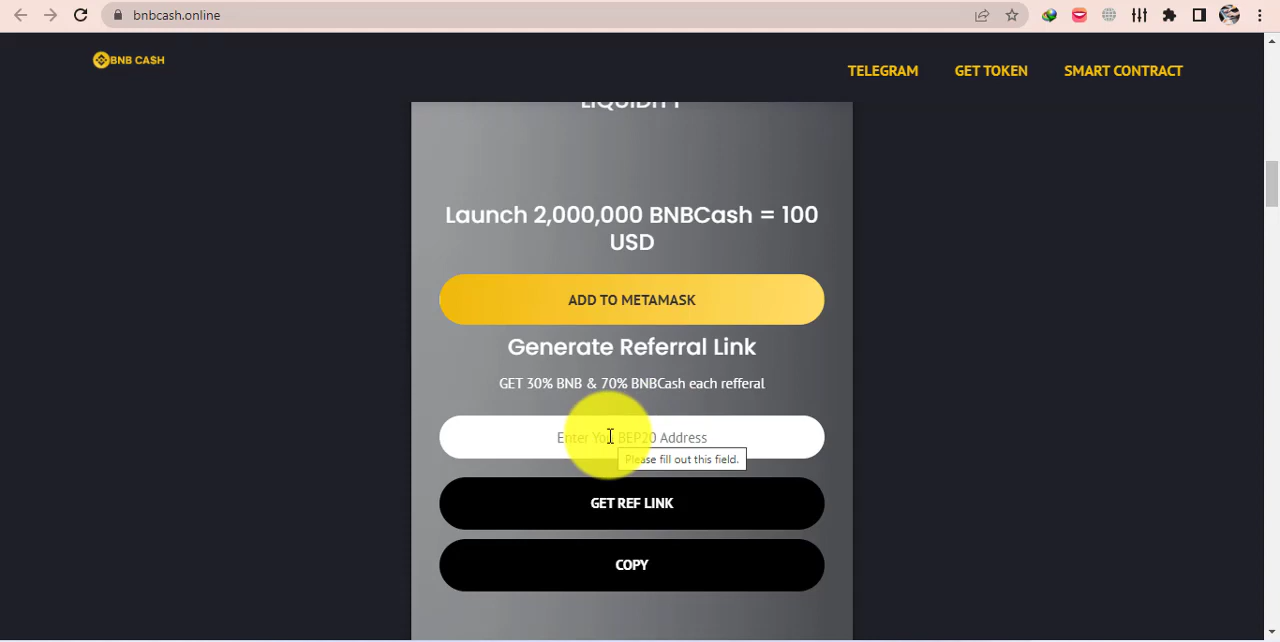 bnbcash.online
BNB CASH
TELEGRAM
GET TOKEN
SMART CONTRACT
LIQUIDITY
Launch 2,000,000 BNBCash = 100
USD
ADD TO METAMASK
Generate Referral Link
GET 30% BNB & 70% BNBCash each refferal
Enter You BEP20 Address
Please fill out this field.
GET REF LINK
COPY